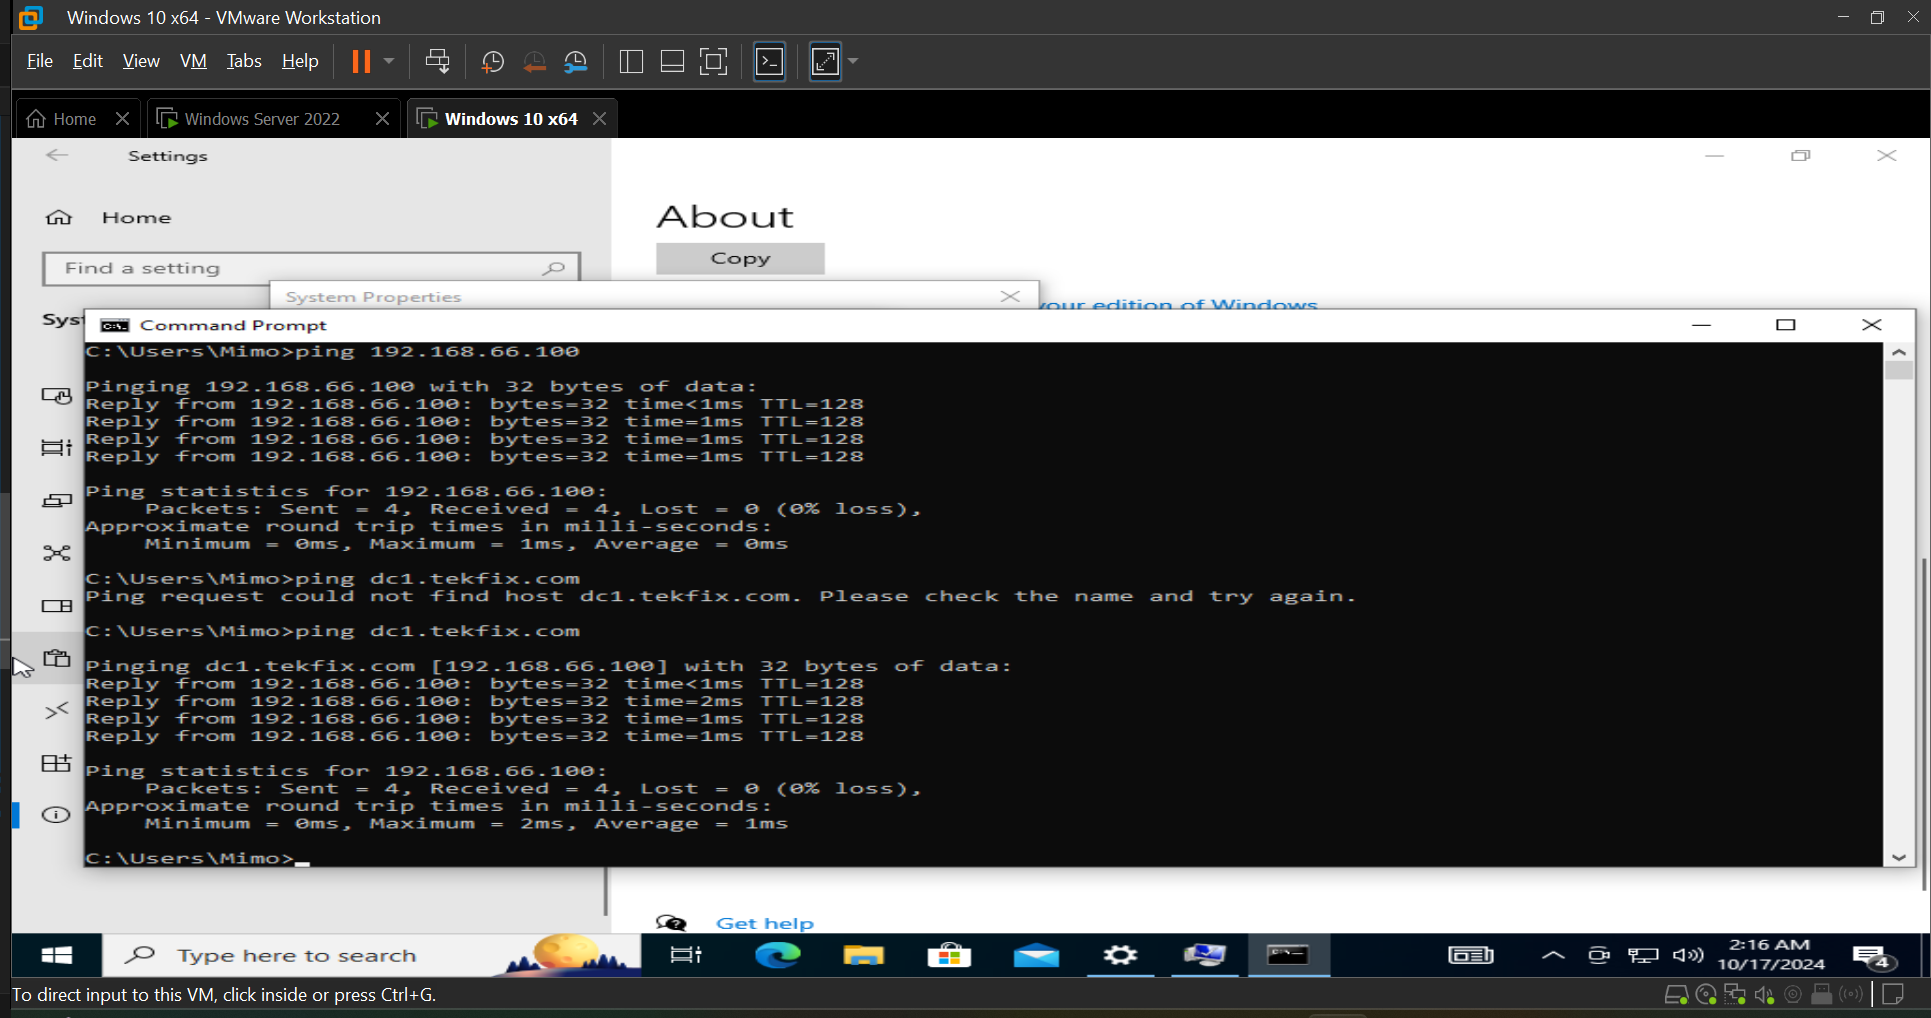 Windows 10 x64 - VMware Workstation
File Edit View VM Tabs Help
Home Windows Server 2022 Windows 10 x64
Settings
Home
Find a setting
About
Copy
System Properties
your edition of Windows
Syst
Command Prompt
C:\Users\Mimo>ping 192.168.66.100
Pinging 192.168.66.100 with 32 bytes of data:
Reply from 192.168.66.100: bytes=32 time<1ms TTL=128
Reply from 192.168.66.100: bytes=32 time=1ms TTL=128
Reply from 192.168.66.100: bytes=32 time=1ms TTL=128
Reply from 192.168.66.100: bytes=32 time=1ms TTL=128
Ping statistics for 192.168.66.100:
Packets: Sent = 4, Received = 4, Lost = 0 (0% loss),
Approximate round trip times in milli-seconds:
Minimum = 0ms, Maximum = 1ms, Average = 0ms
C:\Users\Mimo>ping dc1.tekfix.com
Ping request could not find host dc1.tekfix.com. Please check the name and try again.
C:\Users\Mimo>ping dc1.tekfix.com
Pinging dc1.tekfix.com [192.168.66.100] with 32 bytes of data:
Reply from 192.168.66.100: bytes=32 time<1ms TTL=128
Reply from 192.168.66.100: bytes=32 time=2ms TTL=128
Reply from 192.168.66.100: bytes=32 time=1ms TTL=128
Reply from 192.168.66.100: bytes=32 time=1ms TTL=128
Ping statistics for 192.168.66.100:
Packets: Sent = 4, Received = 4, Lost = 0 (0% loss),
Approximate round trip times in milli-seconds:
Minimum = 0ms, Maximum = 2ms, Average = 1ms
C:\Users\Mimo>
Get help
Type here to search
2:16 AM
10/17/2024
4
To direct input to this VM, click inside or press Ctrl+G.